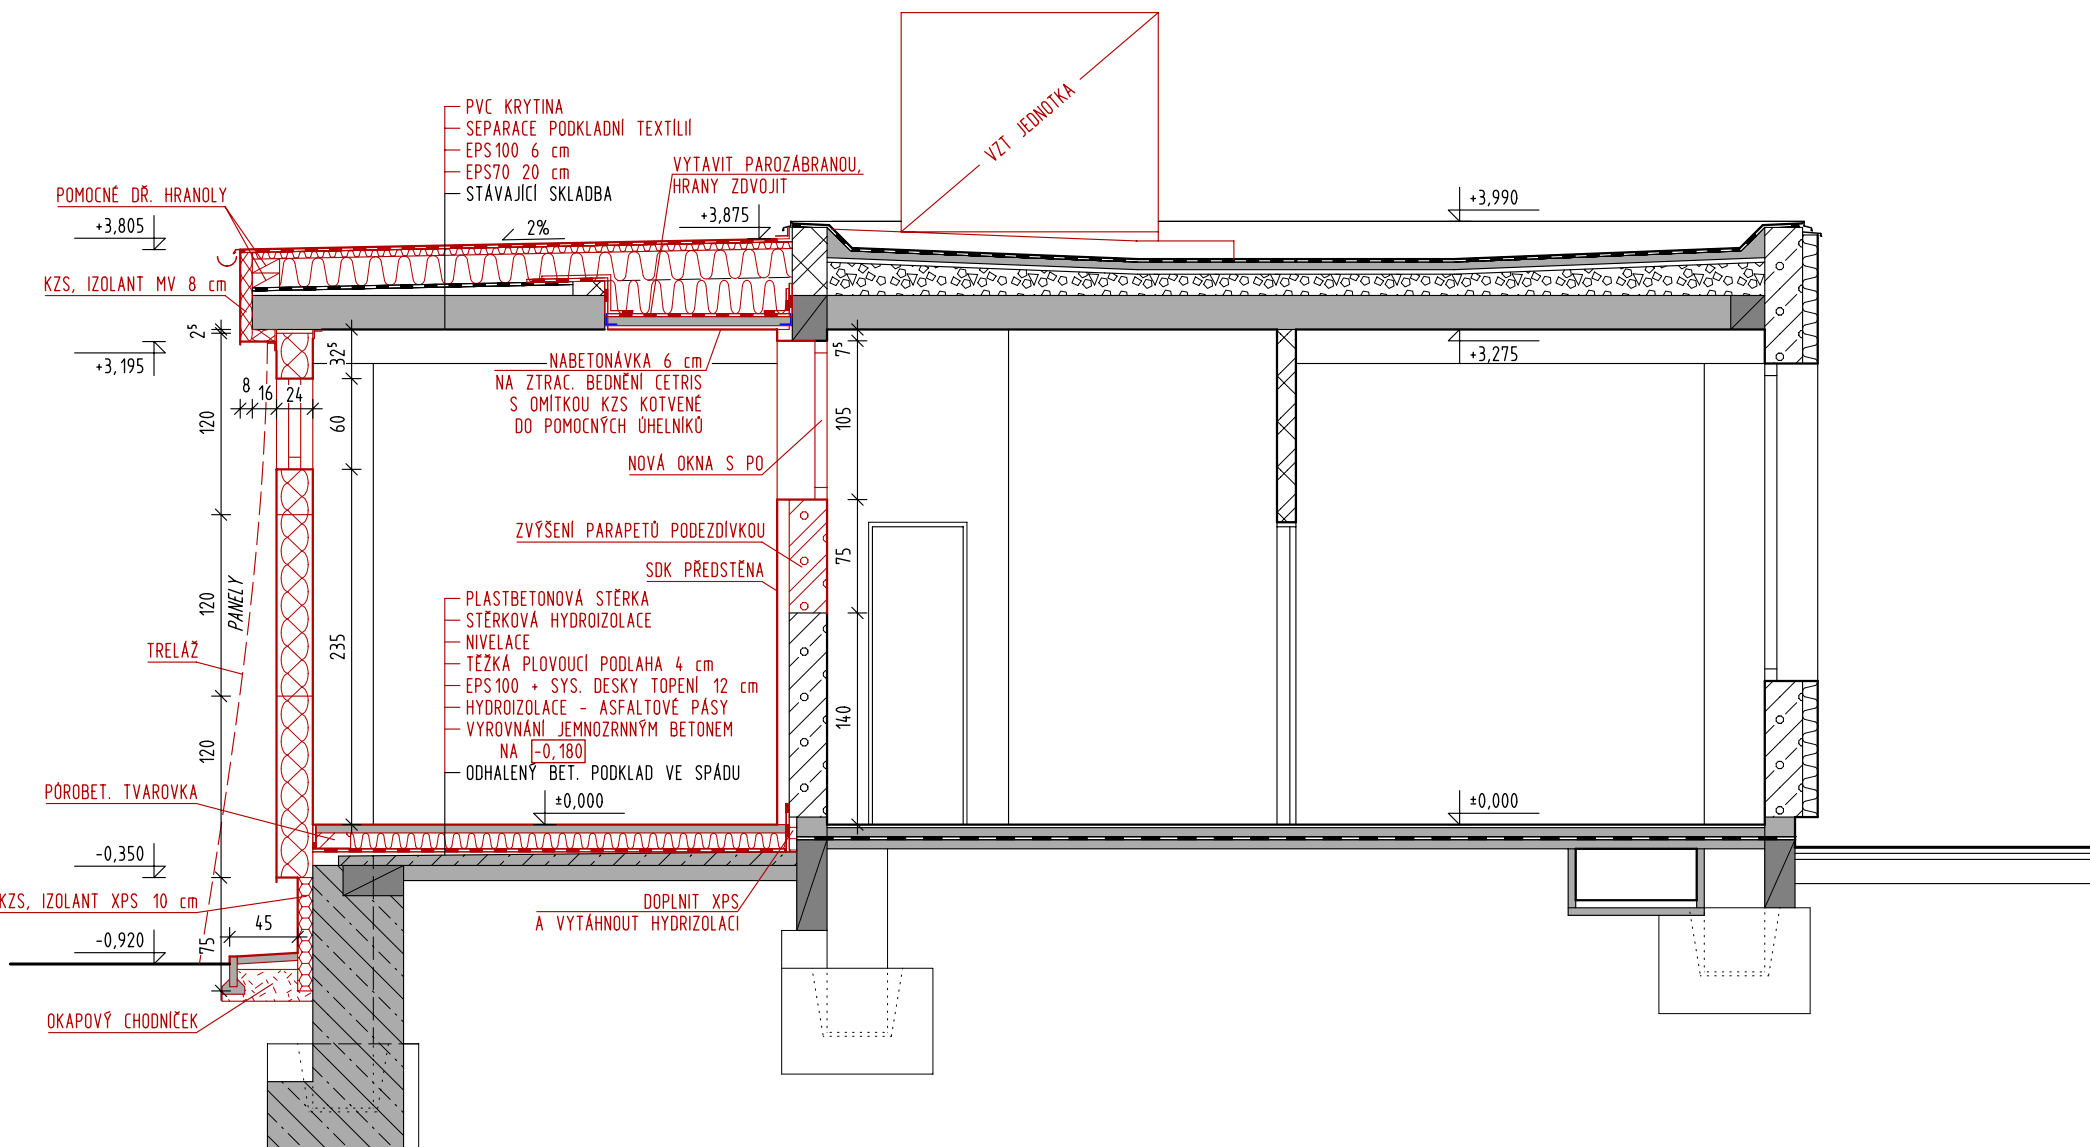 PVC KRYTINA
SEPARACE PODKLADNÍ TEXTÍLIÍ
EPS100 6 cm
EPS70 20 cm
STÁVAJÍCÍ SKLADBA
VYTAVIT PAROZÁBRANOU,
HRANY ZDVOJIT
VZT JEDNOTKA
POMOCNÉ DŘ. HRANOLY
+3,805
2%
+3,875
+3,990
KZS, IZOLANT MV 8 cm
2⁵
+3,195
32⁵
7⁵
+3,275
8
16
24
120
60
105
NABETONÁVKA 6 cm
NA ZTRAC. BEDNĚNÍ CETRIS
S OMÍTKOU KZS KOTVENÉ
DO POMOCNÝCH ÚHELNÍKŮ
NOVÁ OKNA S PO
ZVÝŠENÍ PARAPETŮ PODEZDÍVKOU
75
SDK PŘEDSTĚNA
120
PANELY
TRELÁŽ
235
PLASTBETONOVÁ STĚRKA
STĚRKOVÁ HYDROIZOLACE
NIVELACE
TĚŽKÁ PLOVOUCÍ PODLAHA 4 cm
EPS100 + SYS. DESKY TOPENÍ 12 cm
HYDROIZOLACE - ASFALTOVÉ PÁSY
VYROVNÁNÍ JEMNOZRNNÝM BETONEM
NA -0,180
ODHALENÝ BET. PODKLAD VE SPÁDU
140
120
PÓROBET. TVAROVKA
±0,000
±0,000
-0,350
KZS, IZOLANT XPS 10 cm
DOPLNIT XPS
A VYTÁHNOUT HYDRIZOLACI
45
-0,920
75
OKAPOVÝ CHODNÍČEK